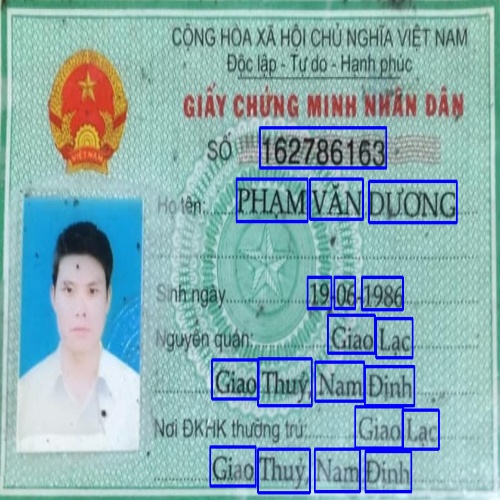 CỘNG HÒA XÃ HỘI CHỦ NGHĨA VIỆT NAM
Độc lập - Tự do - Hạnh phúc
GIẤY CHỨNG MINH NHÂN DÂN
SỐ 162786163
Họ tên: PHẠM VĂN DƯƠNG
Sinh ngày 19-06-1986
Nguyên quán: Giao Lạc
Giao Thuỷ, Nam Định
Nơi ĐKHK thường trú: Giao Lạc
Giao Thuỷ, Nam Định
VIỆT NAM